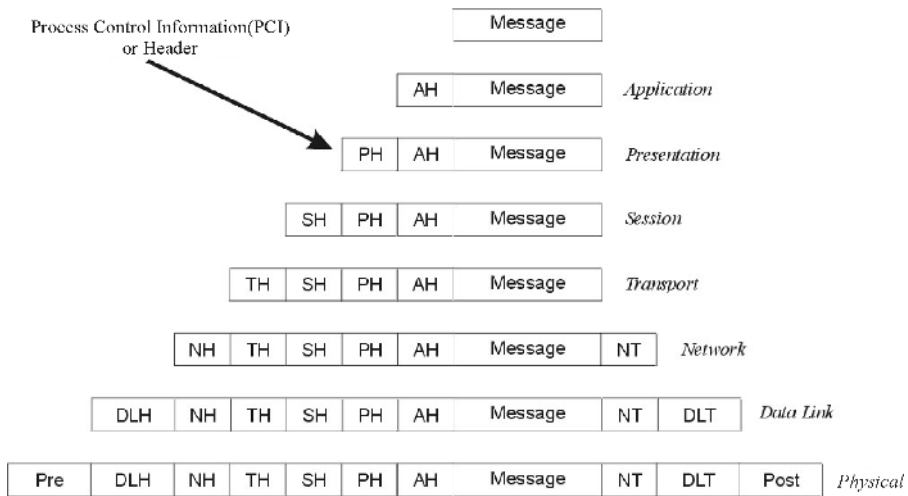 Process Control Information(PCI)
or Header
Message
AH Message Application
PH AH Message Presentation
SH PH AH Message Session
TH SH PH AH Message Transport
NH TH SH PH AH Message NT Network
DLH NH TH SH PH AH Message NT DLT Data Link
Pre DLH NH TH SH PH AH Message NT DLT Post Physical